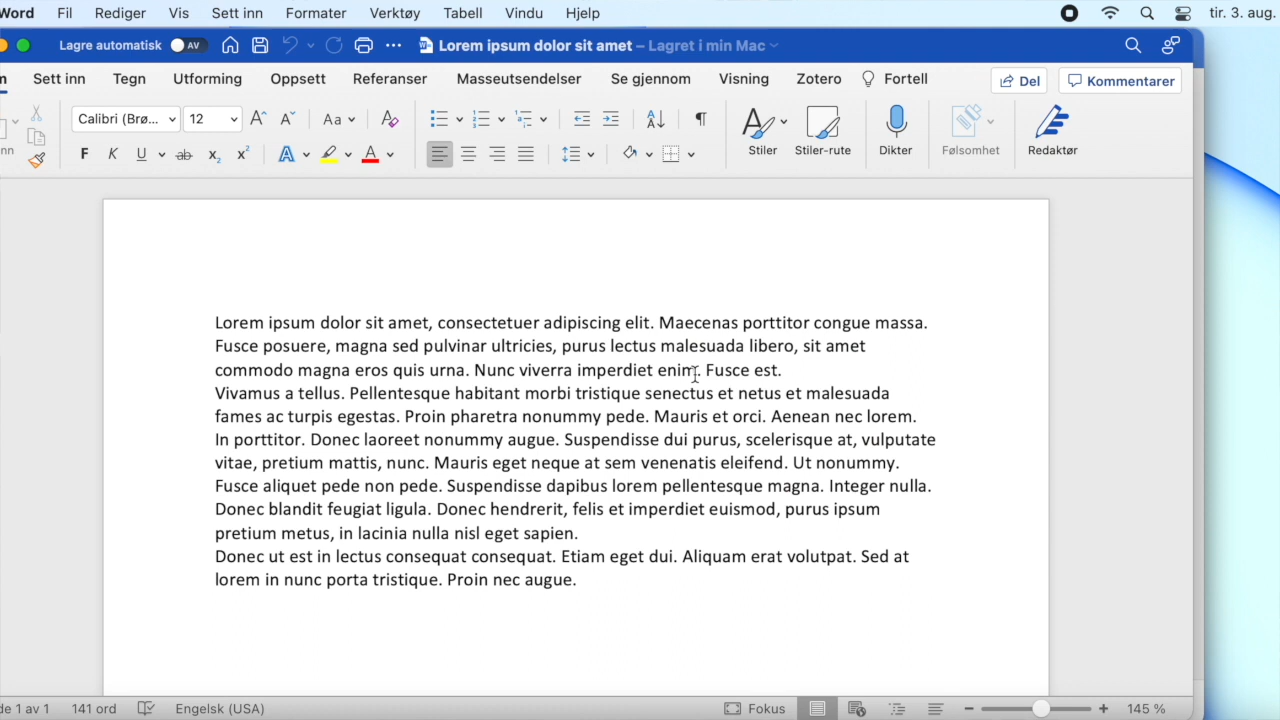 Word Fil Rediger Vis Sett inn Formater Verktøy Tabell Vindu Hjelp tir. 3. aug.
Lagre automatisk AV Lorem ipsum dolor sit amet – Lagret i min Mac
Sett inn Tegn Utforming Oppsett Referanser Masseutsendelser Se gjennom Visning Zotero Fortell Del Kommentarer
Calibri (Brø... 12 Aa
F K U ab x₂ x² A A
Stiler Stiler-rute Dikter Følsomhet Redaktør
Lorem ipsum dolor sit amet, consectetuer adipiscing elit. Maecenas porttitor congue massa.
Fusce posuere, magna sed pulvinar ultricies, purus lectus malesuada libero, sit amet
commodo magna eros quis urna. Nunc viverra imperdiet enim. Fusce est.
Vivamus a tellus. Pellentesque habitant morbi tristique senectus et netus et malesuada
fames ac turpis egestas. Proin pharetra nonummy pede. Mauris et orci. Aenean nec lorem.
In porttitor. Donec laoreet nonummy augue. Suspendisse dui purus, scelerisque at, vulputate
vitae, pretium mattis, nunc. Mauris eget neque at sem venenatis eleifend. Ut nonummy.
Fusce aliquet pede non pede. Suspendisse dapibus lorem pellentesque magna. Integer nulla.
Donec blandit feugiat ligula. Donec hendrerit, felis et imperdiet euismod, purus ipsum
pretium metus, in lacinia nulla nisl eget sapien.
Donec ut est in lectus consequat consequat. Etiam eget dui. Aliquam erat volutpat. Sed at
lorem in nunc porta tristique. Proin nec augue.
de 1 av 1 141 ord Engelsk (USA) Fokus 145 %